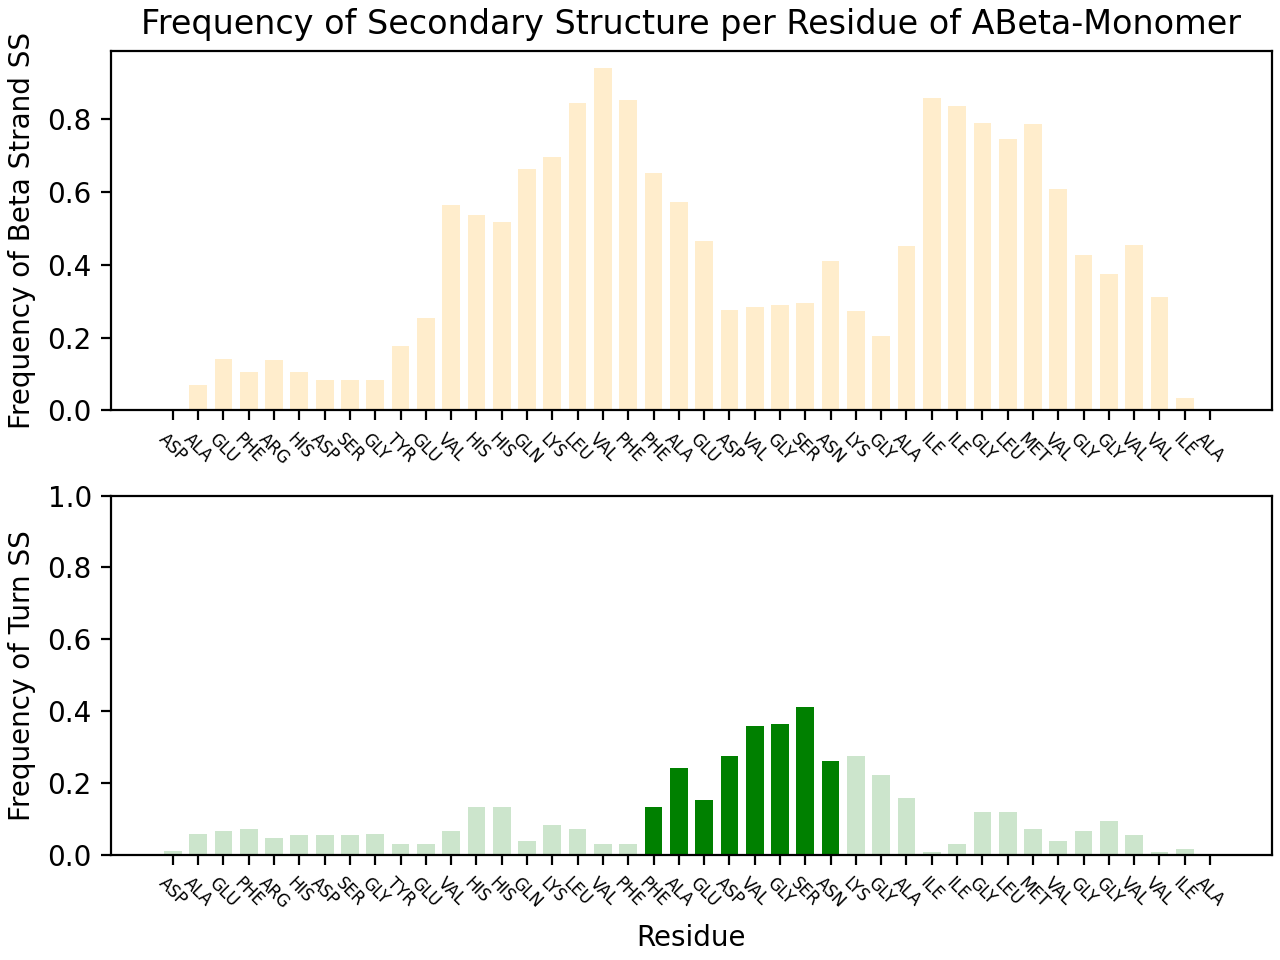 Frequency of Secondary Structure per Residue of ABeta-Monomer
Frequency of Beta Strand SS
0.8
0.6
0.4
0.2
0.0
ASP ALA GLU PHE ARG HIS ASP SER GLY TYR GLU VAL HIS HIS GLN LYS LEU VAL PHE PHE ALA GLU ASP VAL GLY SER ASN LYS GLY ALA ILE ILE GLY LEU MET VAL GLY GLY VAL VAL ILE ALA
Frequency of Turn SS
1.0
0.8
0.6
0.4
0.2
0.0
ASP ALA GLU PHE ARG HIS ASP SER GLY TYR GLU VAL HIS HIS GLN LYS LEU VAL PHE PHE ALA GLU ASP VAL GLY SER ASN LYS GLY ALA ILE ILE GLY LEU MET VAL GLY GLY VAL VAL ILE ALA
Residue